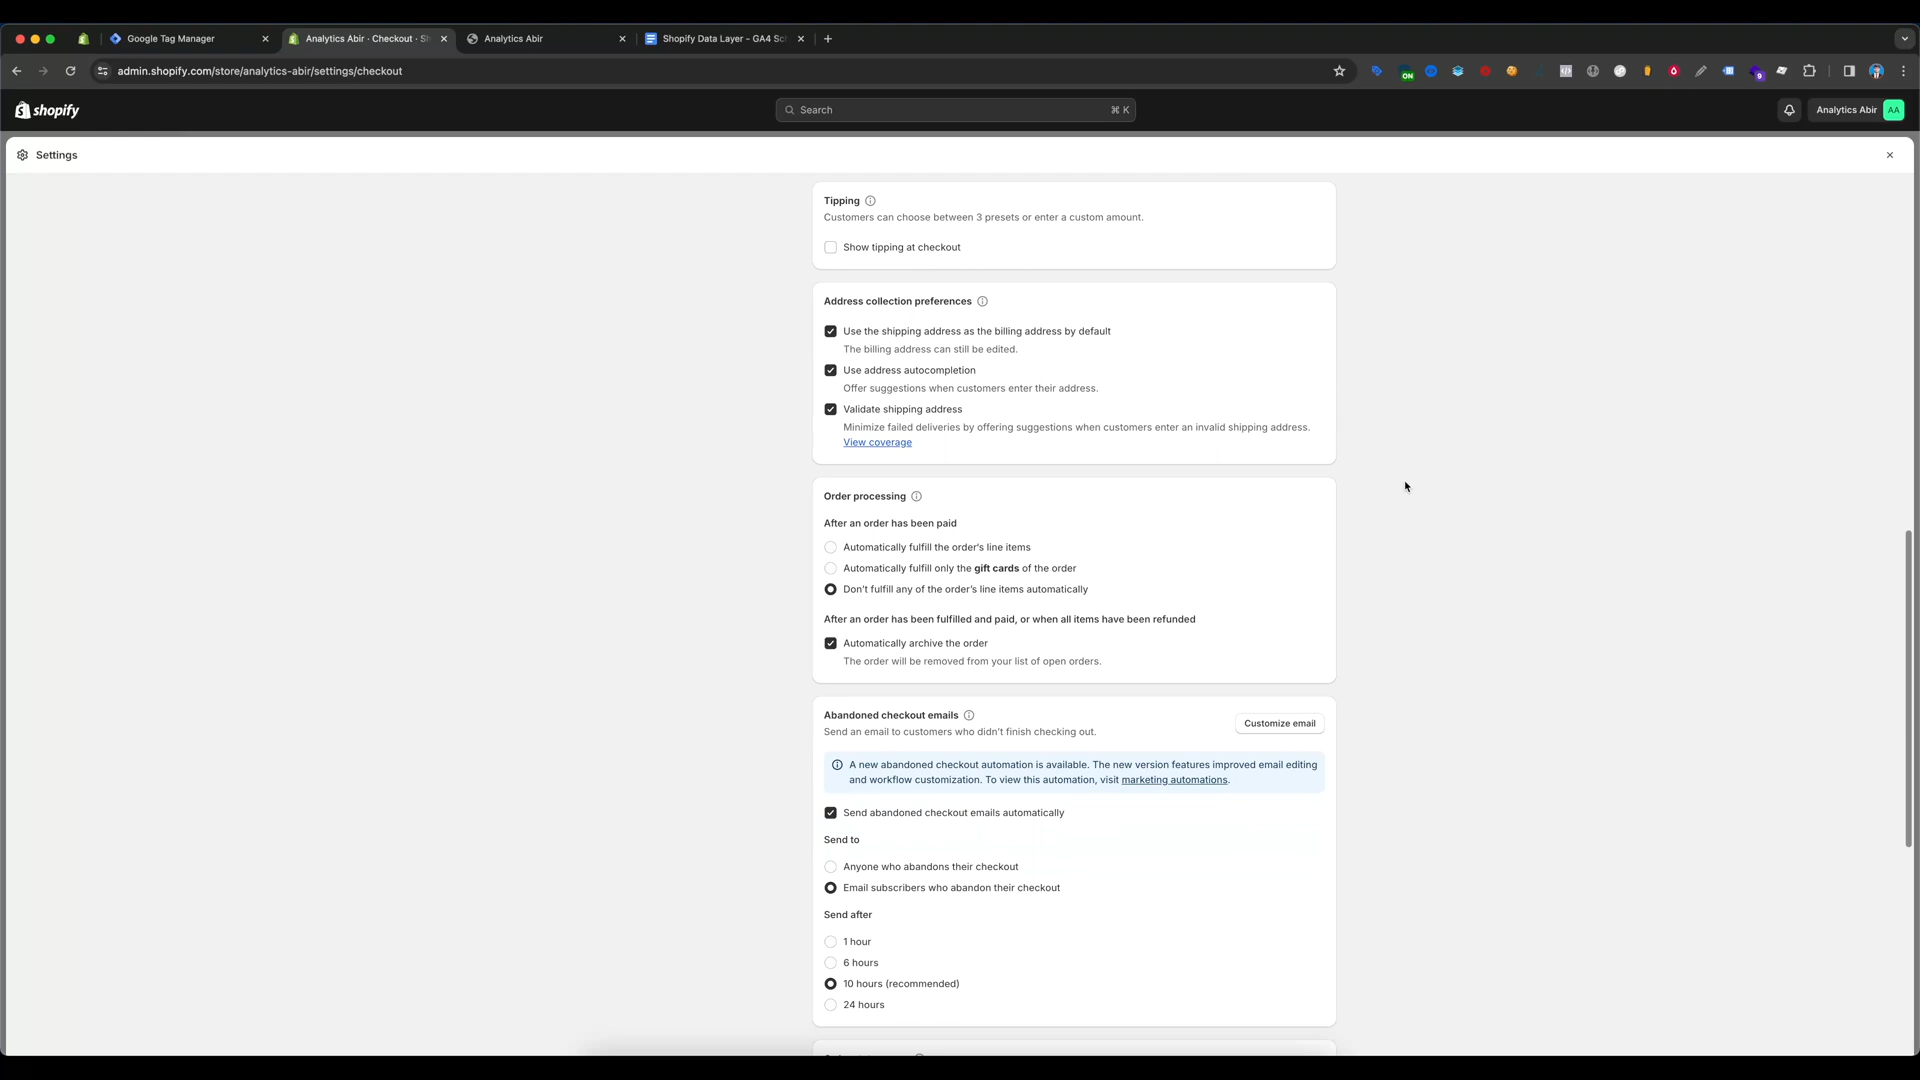 Google Tag Manager
Analytics Abir · Checkout · S
Analytics Abir
Shopify Data Layer - GA4 Sc
admin.shopify.com/store/analytics-abir/settings/checkout
ON
9
shopify
Search
⌘ K
Analytics Abir
AA
Settings
Tipping
Customers can choose between 3 presets or enter a custom amount.
Show tipping at checkout
Address collection preferences
Use the shipping address as the billing address by default
The billing address can still be edited.
Use address autocompletion
Offer suggestions when customers enter their address.
Validate shipping address
Minimize failed deliveries by offering suggestions when customers enter an invalid shipping address.
View coverage
Order processing
After an order has been paid
Automatically fulfill the order's line items
Automatically fulfill only the gift cards of the order
Don't fulfill any of the order's line items automatically
After an order has been fulfilled and paid, or when all items have been refunded
Automatically archive the order
The order will be removed from your list of open orders.
Abandoned checkout emails
Customize email
Send an email to customers who didn't finish checking out.
A new abandoned checkout automation is available. The new version features improved email editing
and workflow customization. To view this automation, visit marketing automations.
Send abandoned checkout emails automatically
Send to
Anyone who abandons their checkout
Email subscribers who abandon their checkout
Send after
1 hour
6 hours
10 hours (recommended)
24 hours